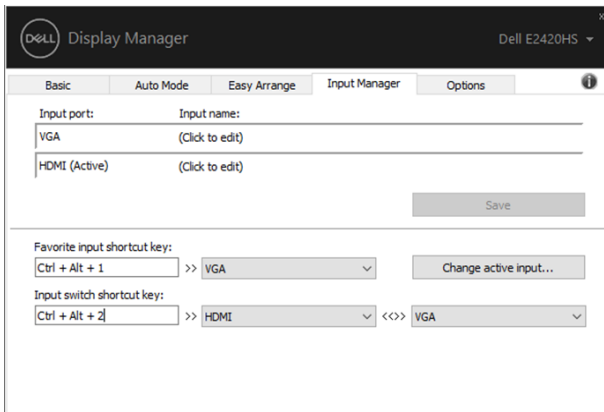 DELL Display Manager
Dell E2420HS
Basic Auto Mode Easy Arrange Input Manager Options
Input port: Input name:
VGA (Click to edit)
HDMI (Active) (Click to edit)
Save
Favorite input shortcut key:
Ctrl + Alt + 1 >> VGA Change active input...
Input switch shortcut key:
Ctrl + Alt + 2 >> HDMI <<>> VGA